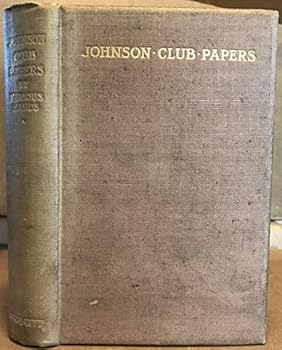 JOHNSON·CLUB·PAPERS
JOHNSON
CLUB
PAPERS
BY
VARIOUS
HANDS